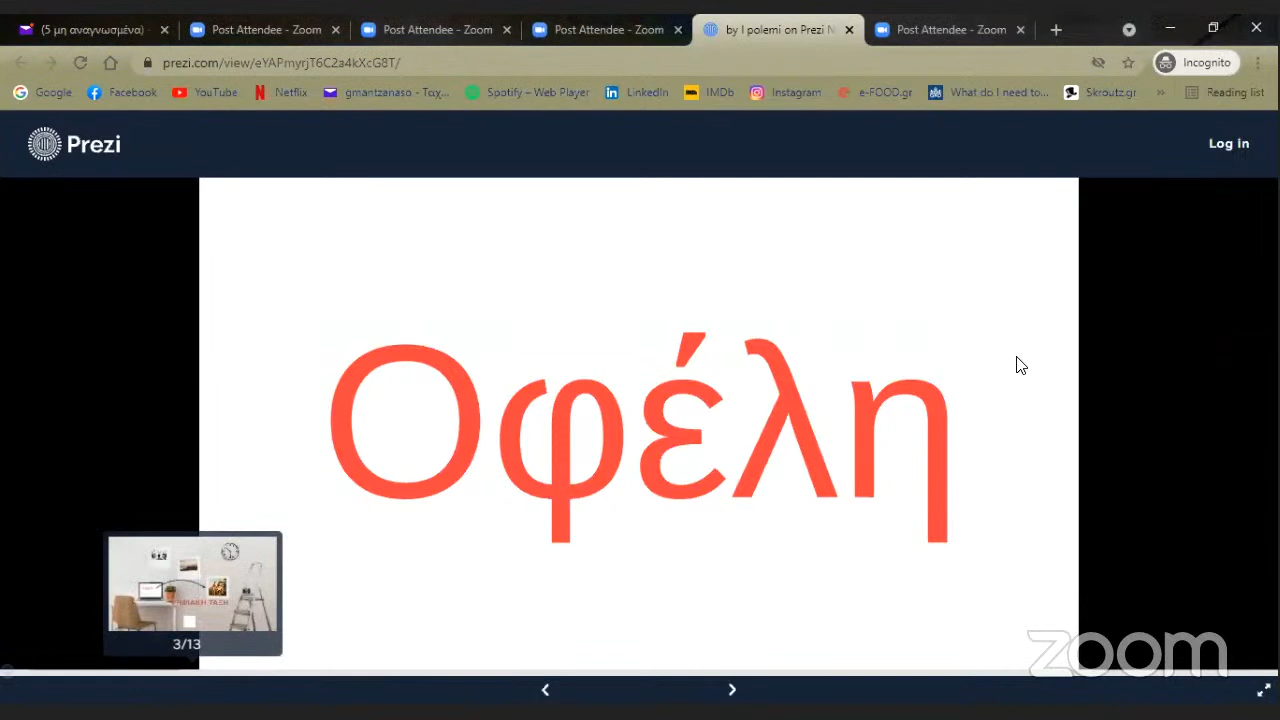 (5 μη αναγνωσμένα)
Post Attendee - Zoom
Post Attendee - Zoom
Post Attendee - Zoom
by I polemi on Prezi N
Post Attendee - Zoom
prezi.com/view/eYAPmyrjT6C2a4kXcG8T/
Incognito
Google
Facebook
YouTube
Netflix
gmantzanaso - Ταχ...
Spotify – Web Player
LinkedIn
IMDb
Instagram
e-FOOD.gr
What do I need to...
Skroutz.gr
»
Reading list
Prezi
Log in
Οφέλη
3/13
zoom